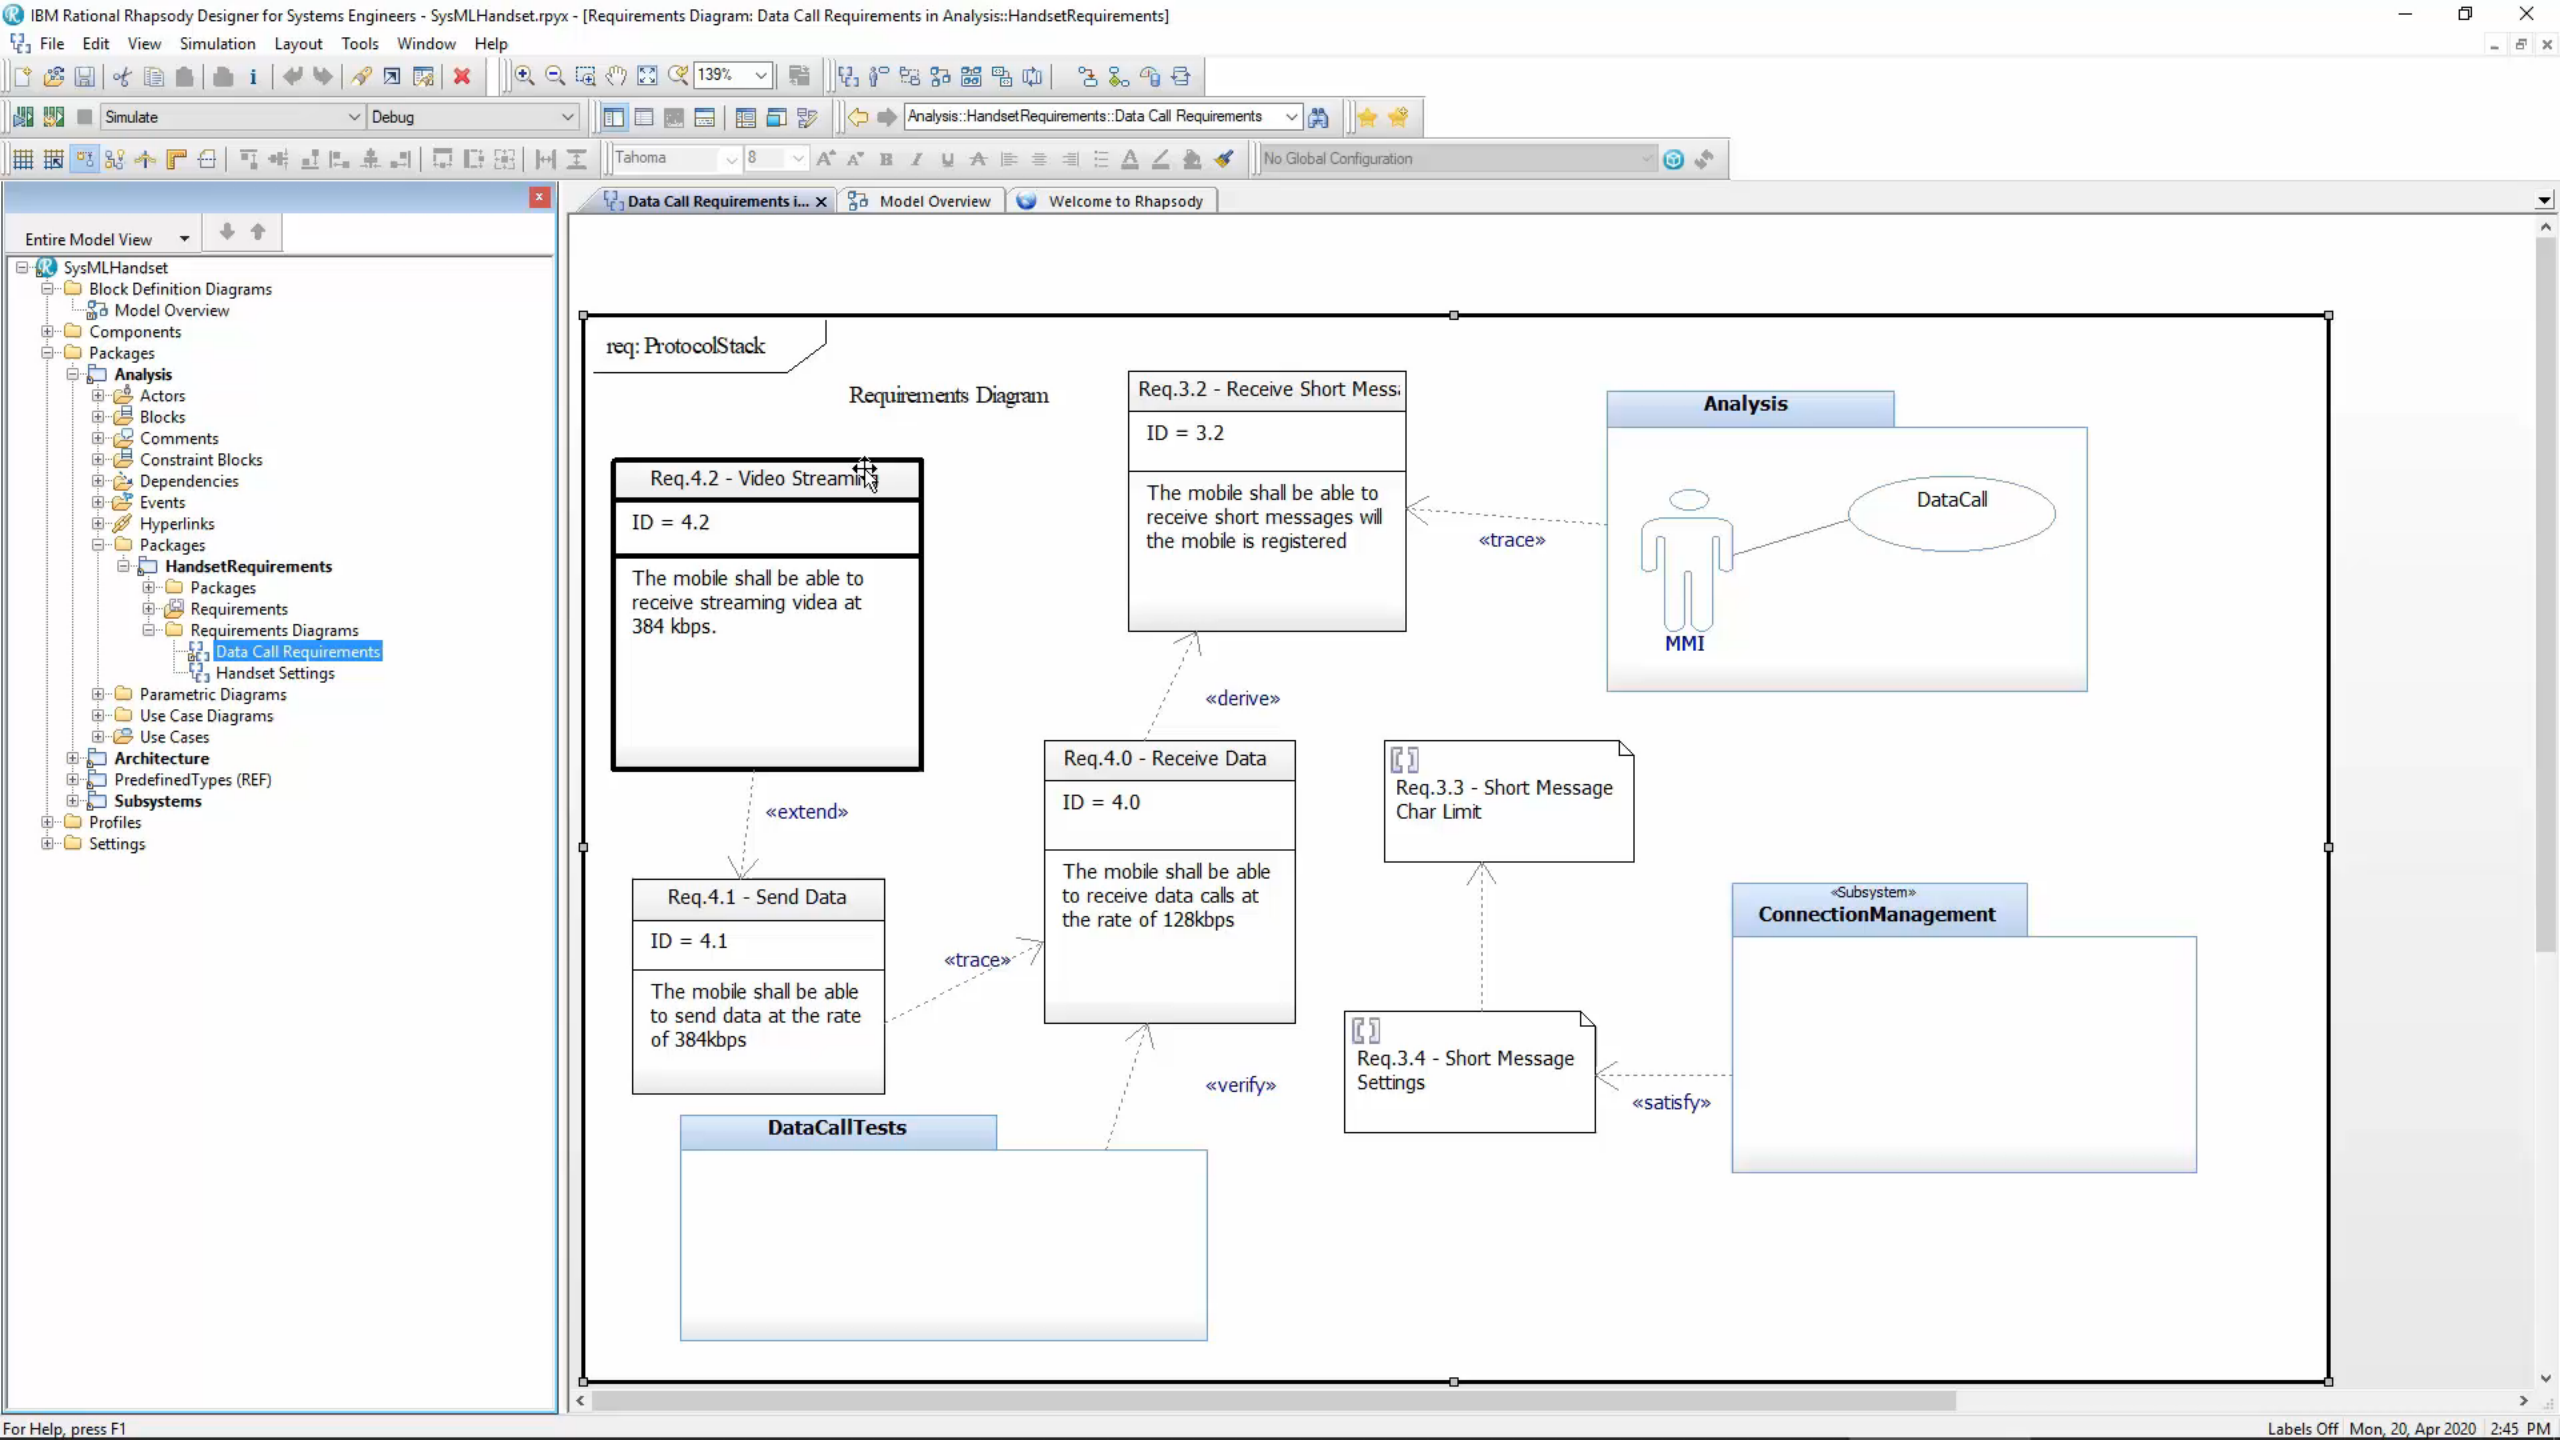 IBM Rational Rhapsody Designer for Systems Engineers - SysMLHandset.rpyx - [Requirements Diagram: Data Call Requirements in Analysis::HandsetRequirements]
File Edit View Simulation Layout Tools Window Help
139%
Simulate Debug Analysis::HandsetRequirements::Data Call Requirements
Tahoma 8 No Global Configuration
Entire Model View
SysMLHandset
Block Definition Diagrams
Model Overview
Components
Packages
Analysis
Actors
Blocks
Comments
Constraint Blocks
Dependencies
Events
Hyperlinks
Packages
HandsetRequirements
Packages
Requirements
Requirements Diagrams
Data Call Requirements
Handset Settings
Parametric Diagrams
Use Case Diagrams
Use Cases
Architecture
PredefinedTypes (REF)
Subsystems
Profiles
Settings
Data Call Requirements i... Model Overview Welcome to Rhapsody
req: ProtocolStack
Requirements Diagram
Req.4.2 - Video Streaming
ID = 4.2
The mobile shall be able to
receive streaming videa at
384 kbps.
«extend»
Req.4.1 - Send Data
ID = 4.1
The mobile shall be able
to send data at the rate
of 384kbps
«trace»
DataCallTests
Req.3.2 - Receive Short Mess
ID = 3.2
The mobile shall be able to
receive short messages will
the mobile is registered
«derive»
Req.4.0 - Receive Data
ID = 4.0
The mobile shall be able
to receive data calls at
the rate of 128kbps
«verify»
«trace»
Analysis
DataCall
MMI
Req.3.3 - Short Message
Char Limit
Req.3.4 - Short Message
Settings
«satisfy»
«Subsystem»
ConnectionManagement
For Help, press F1
Labels Off Mon, 20, Apr 2020 2:45 PM